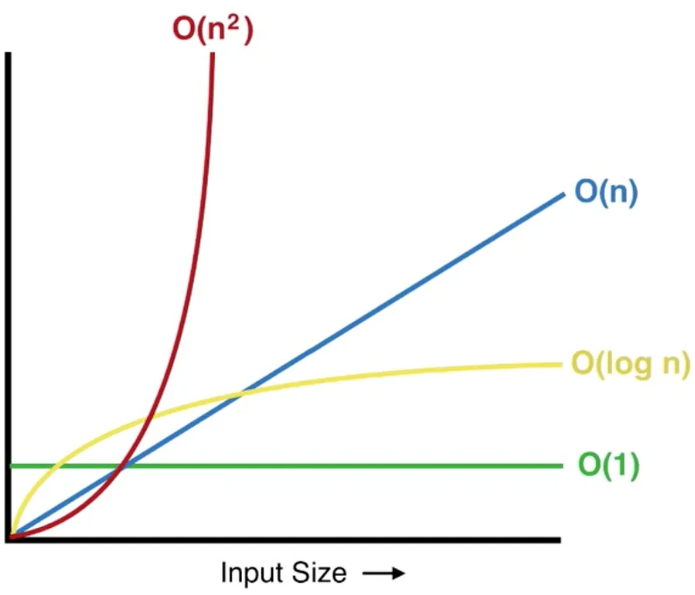 O(n²)
O(n)
O(log n)
O(1)
Input Size →